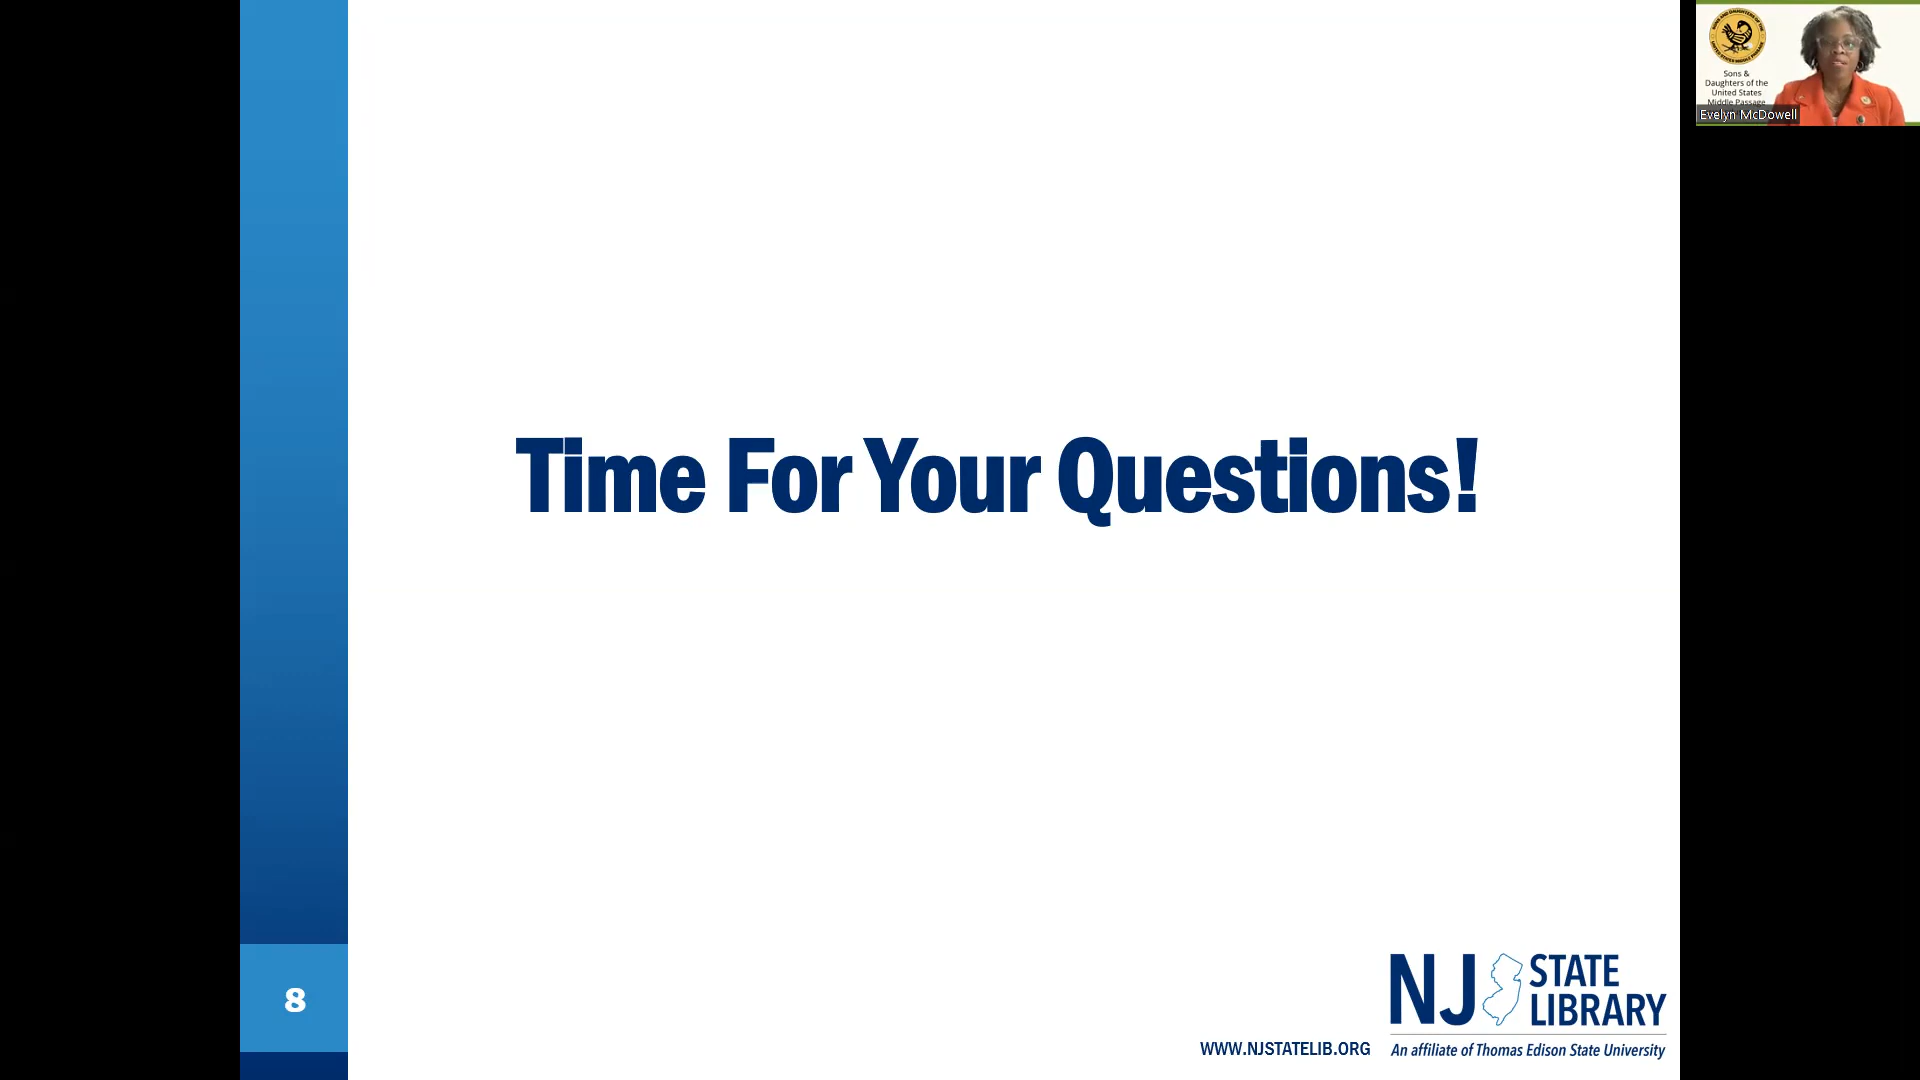 Time For Your Questions!
8
WWW.NJSTATELIB.ORG
NJ STATE
LIBRARY
An affiliate of Thomas Edison State University
Sons &
Daughters of the
United States
Middle Passage
Evelyn McDowell